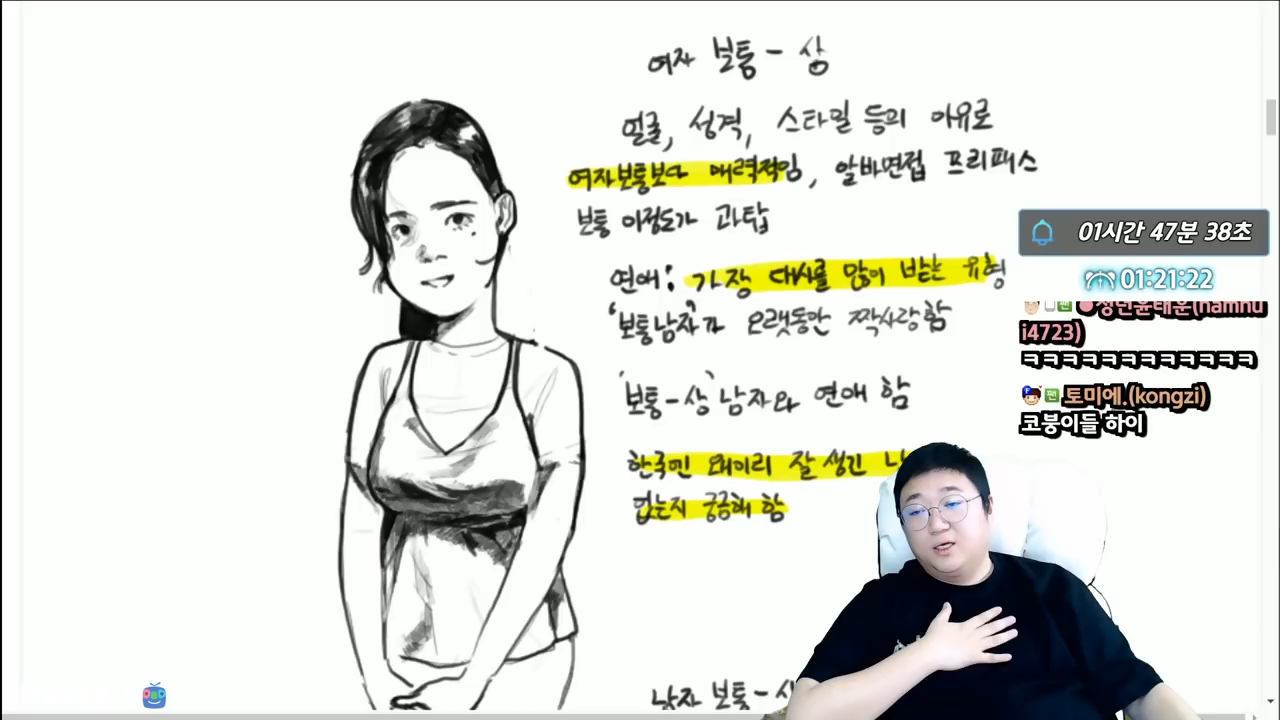 여자 보통-상
얼굴, 성격, 스타일 등의 이유로
여자보통보다 매력적임, 알바면접 프리패스
보통 이정도가 과탑
연애: 가장 대시를 많이 받는 유형
"보통남자"가 오랫동안 짝사랑함
'보통-상' 남자와 연애 함
한국인 왜이리 잘 생긴
없는지 궁금해 함
남자 보통-상
01시간 47분 38초
01:21:22
i4723)
ㅋㅋㅋㅋㅋㅋㅋㅋㅋㅋㅋㅋ
토미에.(kongzi)
코붕이들 하이